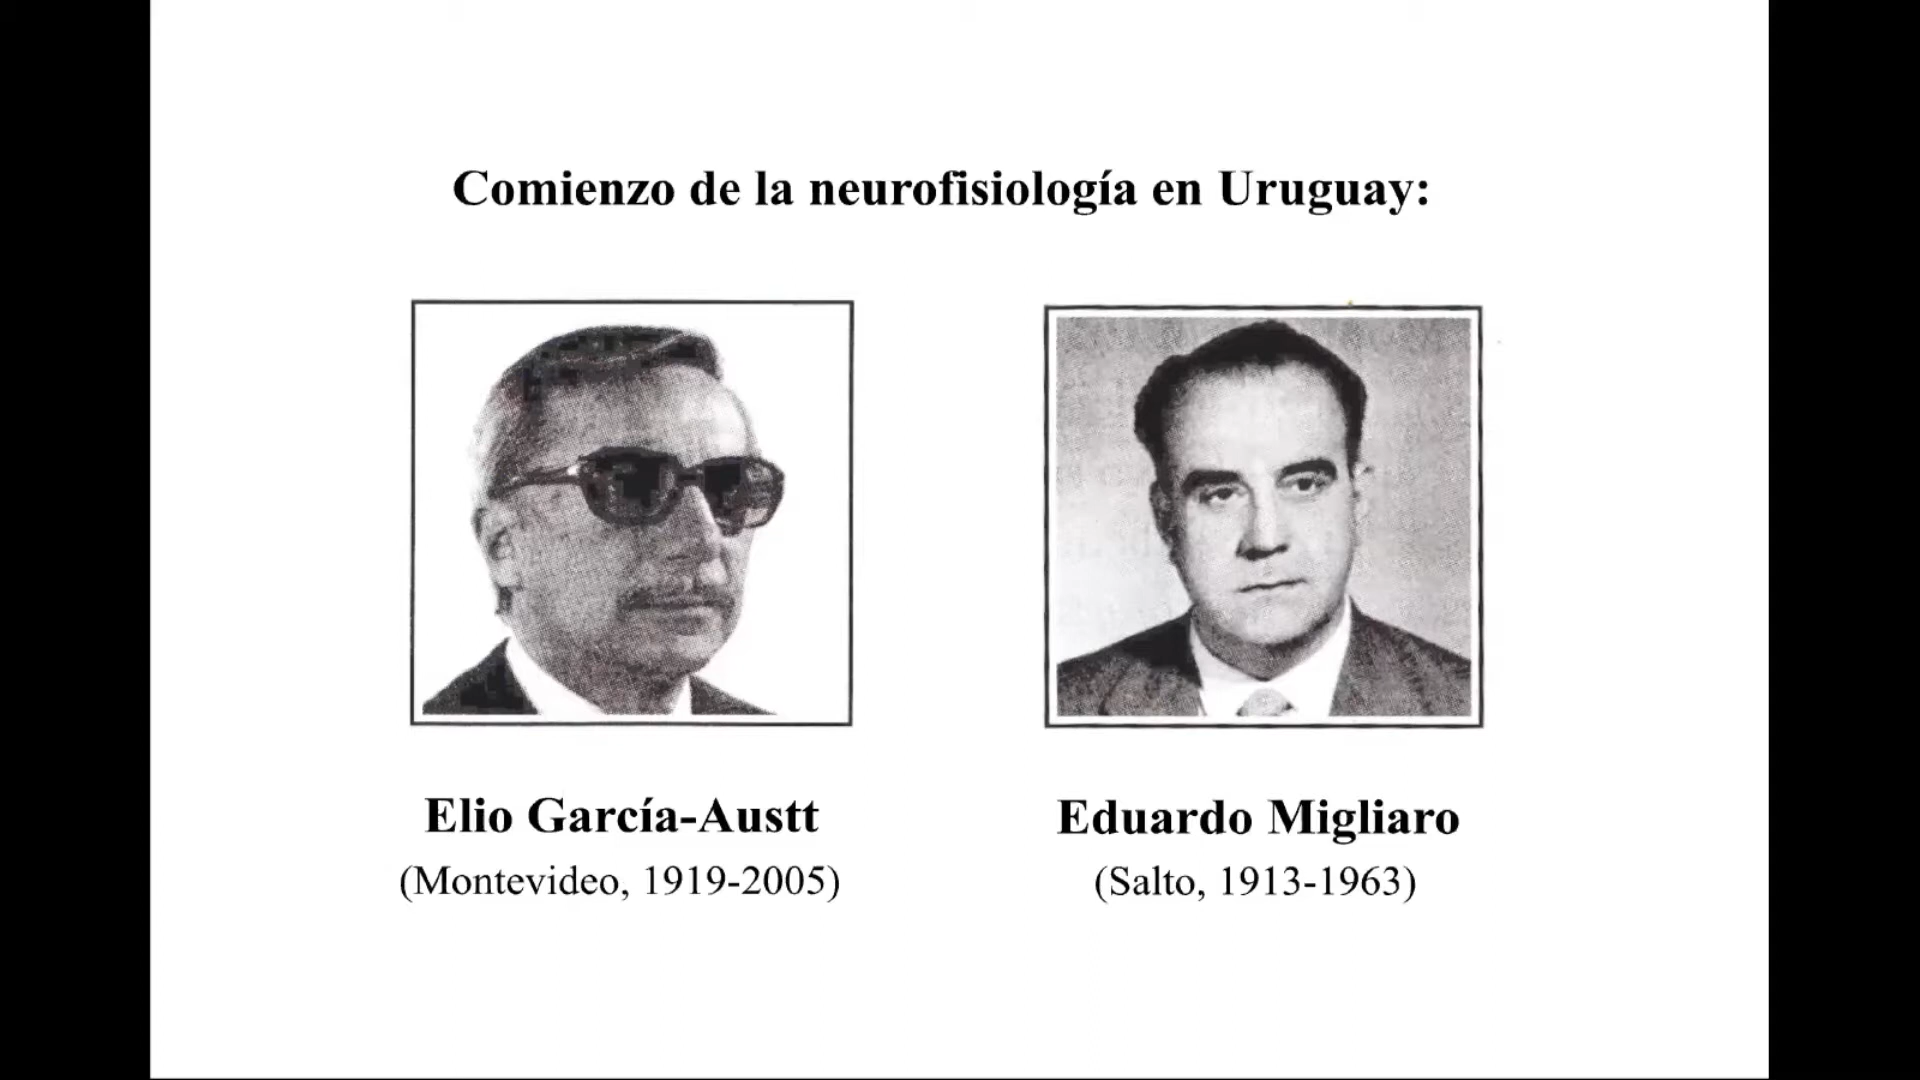 Comienzo de la neurofisiología en Uruguay:
Elio García-Austt
(Montevideo, 1919-2005)
Eduardo Migliaro
(Salto, 1913-1963)